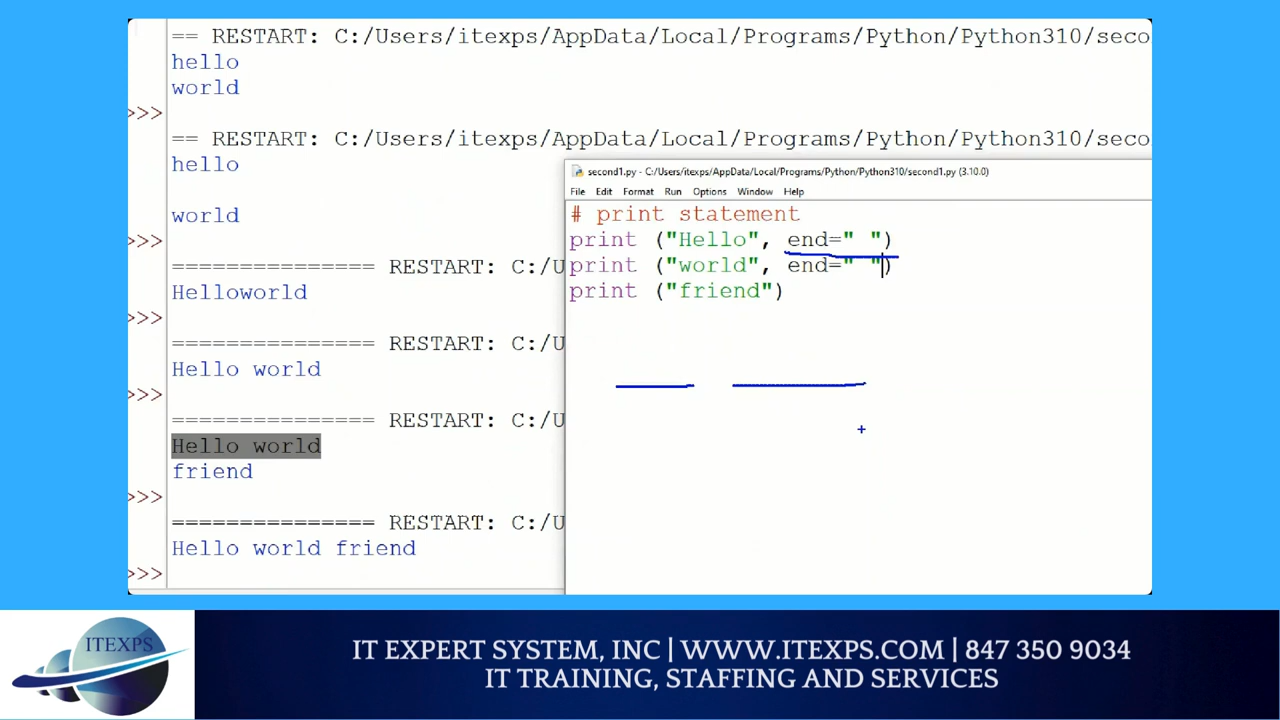 == RESTART: C:/Users/itexps/AppData/Local/Programs/Python/Python310/seco
hello
world
>>>
== RESTART: C:/Users/itexps/AppData/Local/Programs/Python/Python310/seco
hello
world
>>>
=============== RESTART: C:/U
Helloworld
>>>
=============== RESTART: C:/U
Hello world
>>>
=============== RESTART: C:/U
Hello world
friend
>>>
=============== RESTART: C:/U
Hello world friend
>>>
second1.py - C:/Users/itexps/AppData/Local/Programs/Python/Python310/second1.py (3.10.0)
File Edit Format Run Options Window Help
# print statement
print ("Hello", end=" ")
print ("world", end=" ")
print ("friend")
ITEXPS
IT EXPERT SYSTEM, INC | WWW.ITEXPS.COM | 847 350 9034
IT TRAINING, STAFFING AND SERVICES